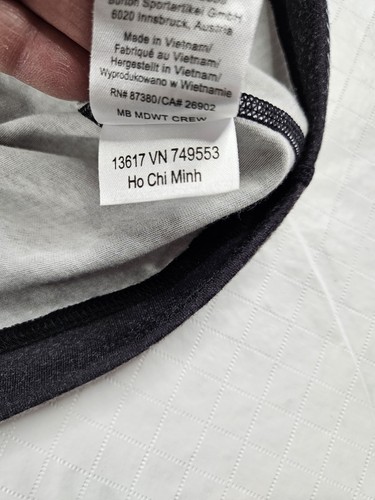 Burton Sportartikel GmbH
6020 Innsbruck, Austria
Made in Vietnam/
Fabriqué au Vietnam/
Hergestellt in Vietnam/
Wyprodukowano w Wietnamie
RN# 87380/CA# 26902
MB MDWT CREW
13617 VN 749553
Ho Chi Minh